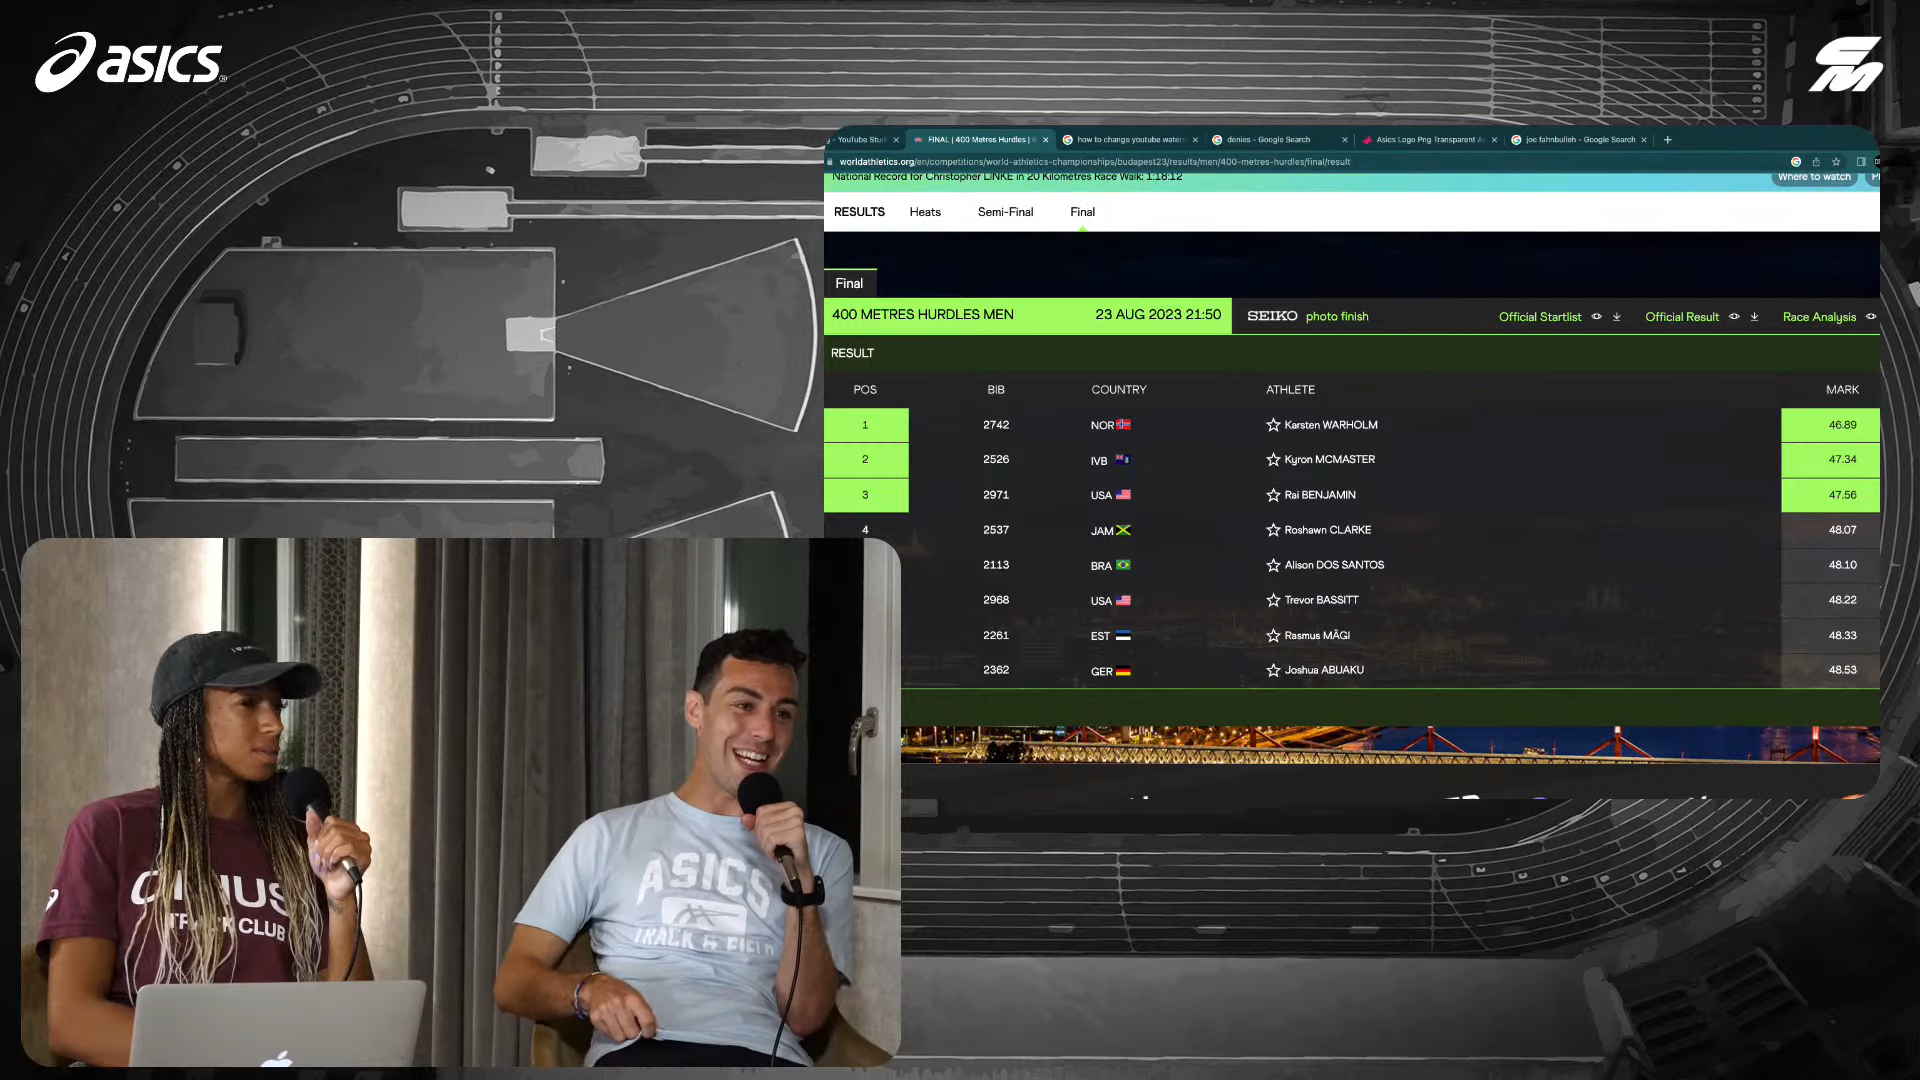 asics
SM
- YouTube Stud
FINAL | 400 Metres Hurdles |
how to change youtube water
denies - Google Search
Asics Logo Png Transparent A
joe fahnbulleh - Google Search
worldathletics.org/en/competitions/world-athletics-championships/budapest23/results/men/400-metres-hurdles/final/result
National Record for Christopher LINKE in 20 Kilometres Race Walk: 1:18:12
Where to watch
RESULTS Heats Semi-Final Final
Final
400 METRES HURDLES MEN 23 AUG 2023 21:50 SEIKO photo finish Official Startlist Official Result Race Analysis
RESULT
POS BIB COUNTRY ATHLETE MARK
1 2742 NOR Karsten WARHOLM 46.89
2 2526 IVB Kyron MCMASTER 47.34
3 2971 USA Rai BENJAMIN 47.56
4 2537 JAM Roshawn CLARKE 48.07
2113 BRA Alison DOS SANTOS 48.10
2968 USA Trevor BASSITT 48.22
2261 EST Rasmus MÄGI 48.33
2362 GER Joshua ABUAKU 48.53
TRACK CLUB
ASICS
TRACK & FIELD